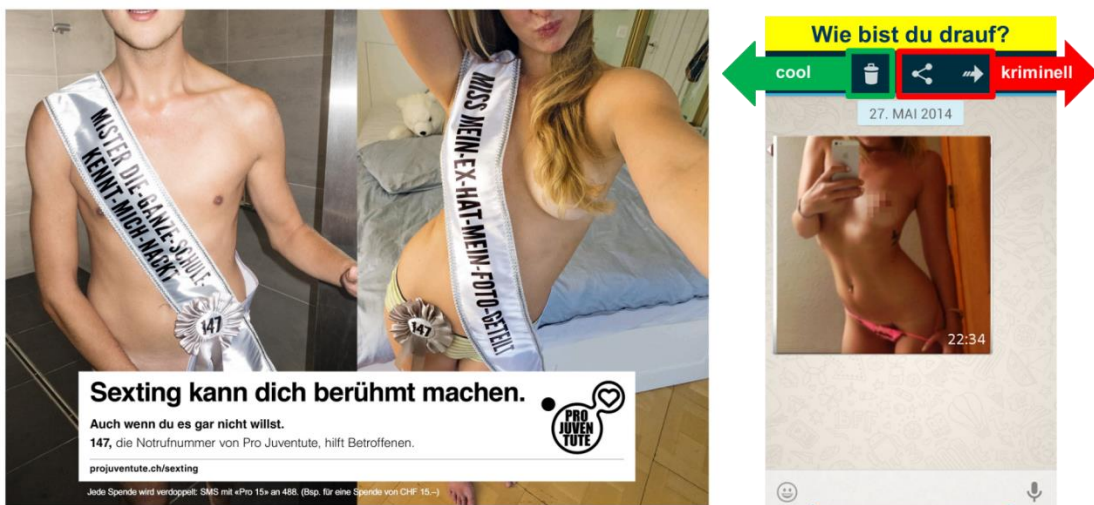 MISTER DIE-GANZE-SCHULE-
KENNT-MICH-NACKT
147
MISS MEIN-EX-HAT-MEIN-FOTO-GETEILT
147
Sexting kann dich berühmt machen.
Auch wenn du es gar nicht willst.
147, die Notrufnummer von Pro Juventute, hilft Betroffenen.
projuventute.ch/sexting
PRO
JUVEN
TUTE
Jede Spende wird verdoppelt: SMS mit «Pro 15» an 488. (Bsp. für eine Spende von CHF 15.–)
Wie bist du drauf?
cool
kriminell
27. MAI 2014
22:34